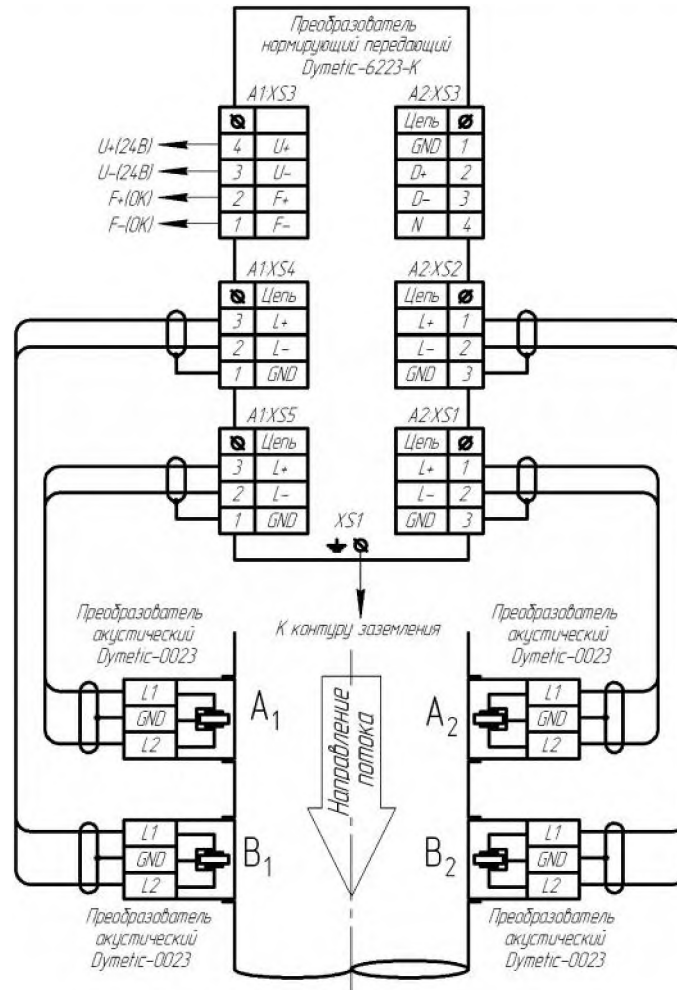 Преобразователь
нормирующий передающий
Dymetic-6223-К
A1:XS3
A2:XS3
Цепь
4 U+
GND 1
U+(24В)
3 U-
D+ 2
U-(24В)
2 F+
D- 3
F+(ОК)
1 F-
N 4
F-(ОК)
A1:XS4
A2:XS2
Цепь
Цепь
3 L+
L+ 1
2 L-
L- 2
1 GND
GND 3
A1:XS5
A2:XS1
Цепь
Цепь
3 L+
L+ 1
2 L-
L- 2
1 GND
GND 3
XS1
К контуру заземления
Преобразователь
акустический
Dymetic-0023
Преобразователь
акустический
Dymetic-0023
L1
GND
L2
A1
A2
L1
GND
L2
Направление
потока
L1
GND
L2
B1
B2
L1
GND
L2
Преобразователь
акустический
Dymetic-0023
Преобразователь
акустический
Dymetic-0023